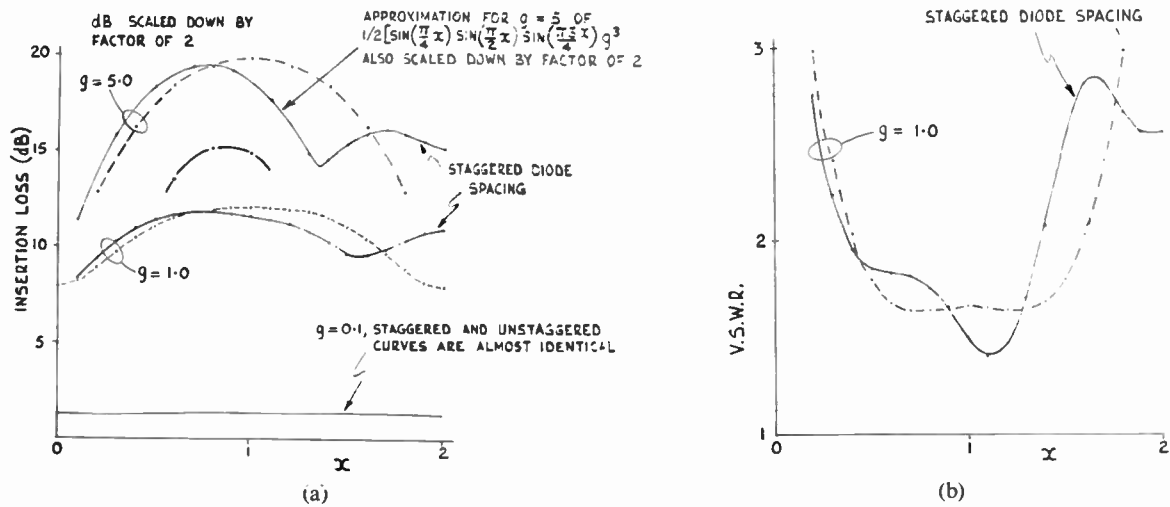 dB SCALED DOWN BY
FACTOR OF 2
APPROXIMATION FOR g = 5 OF
1/2[SIN(π/4 x) SIN(π/2 x) SIN(π3/4 x) g³
ALSO SCALED DOWN BY FACTOR OF 2
20
15
10
5
INSERTION LOSS (dB)
g = 5·0
STAGGERED DIODE
SPACING
g = 1·0
g = 0·1, STAGGERED AND UNSTAGGERED
CURVES ARE ALMOST IDENTICAL
0
1
2
x
(a)
STAGGERED DIODE SPACING
3
2
1
V.S.W.R.
g = 1·0
0
1
2
x
(b)